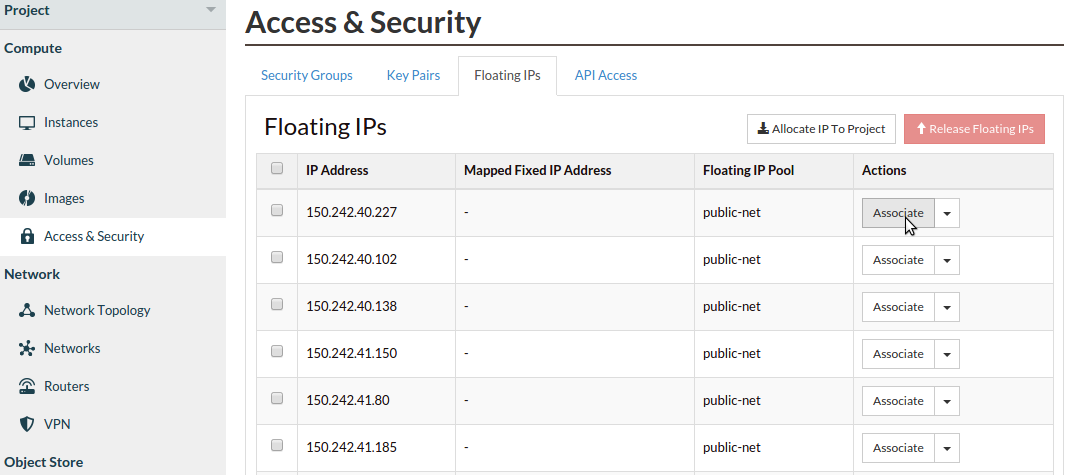 Project
Compute
Overview
Instances
Volumes
Images
Access & Security
Network
Network Topology
Networks
Routers
VPN
Object Store
Access & Security
Security Groups Key Pairs Floating IPs API Access
Floating IPs Allocate IP To Project Release Floating IPs
IP Address Mapped Fixed IP Address Floating IP Pool Actions
150.242.40.227 - public-net Associate
150.242.40.102 - public-net Associate
150.242.40.138 - public-net Associate
150.242.41.150 - public-net Associate
150.242.41.80 - public-net Associate
150.242.41.185 - public-net Associate